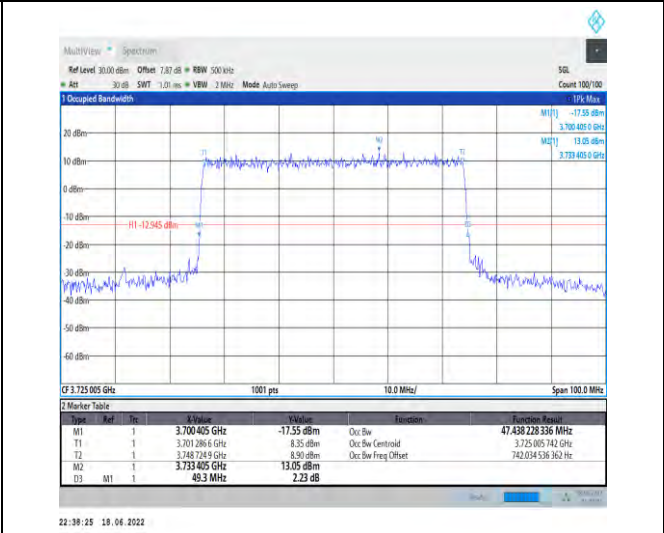 MultiView Spectrum
Ref Level 30.00 dBm Offset 7.87 dB RBW 500 kHz SGL
Att 30 dB SWT 1.01 ms VBW 2 MHz Mode Auto Sweep Count 100/100
1 Occupied Bandwidth 1Pk Max
M1[1] -17.55 dBm
3.700 405 0 GHz
M2[1] 13.05 dBm
3.733 405 0 GHz
20 dBm
M2
T1
T2
10 dBm
0 dBm
-10 dBm
H1 -12.945 dBm
M1
D3
-20 dBm
-30 dBm
-40 dBm
-50 dBm
-60 dBm
CF 3.725 005 GHz 1001 pts 10.0 MHz/ Span 100.0 MHz
2 Marker Table
Type Ref Trc X-Value Y-Value Function Function Result
M1 1 3.700 405 GHz -17.55 dBm Occ Bw 47.438 228 336 MHz
T1 1 3.701 286 6 GHz 8.35 dBm Occ Bw Centroid 3.725 005 742 GHz
T2 1 3.748 724 9 GHz 8.90 dBm Occ Bw Freq Offset 742.034 536 362 Hz
M2 1 3.733 405 GHz 13.05 dBm
D3 M1 1 49.3 MHz 2.23 dB
22:38:25 18.06.2022